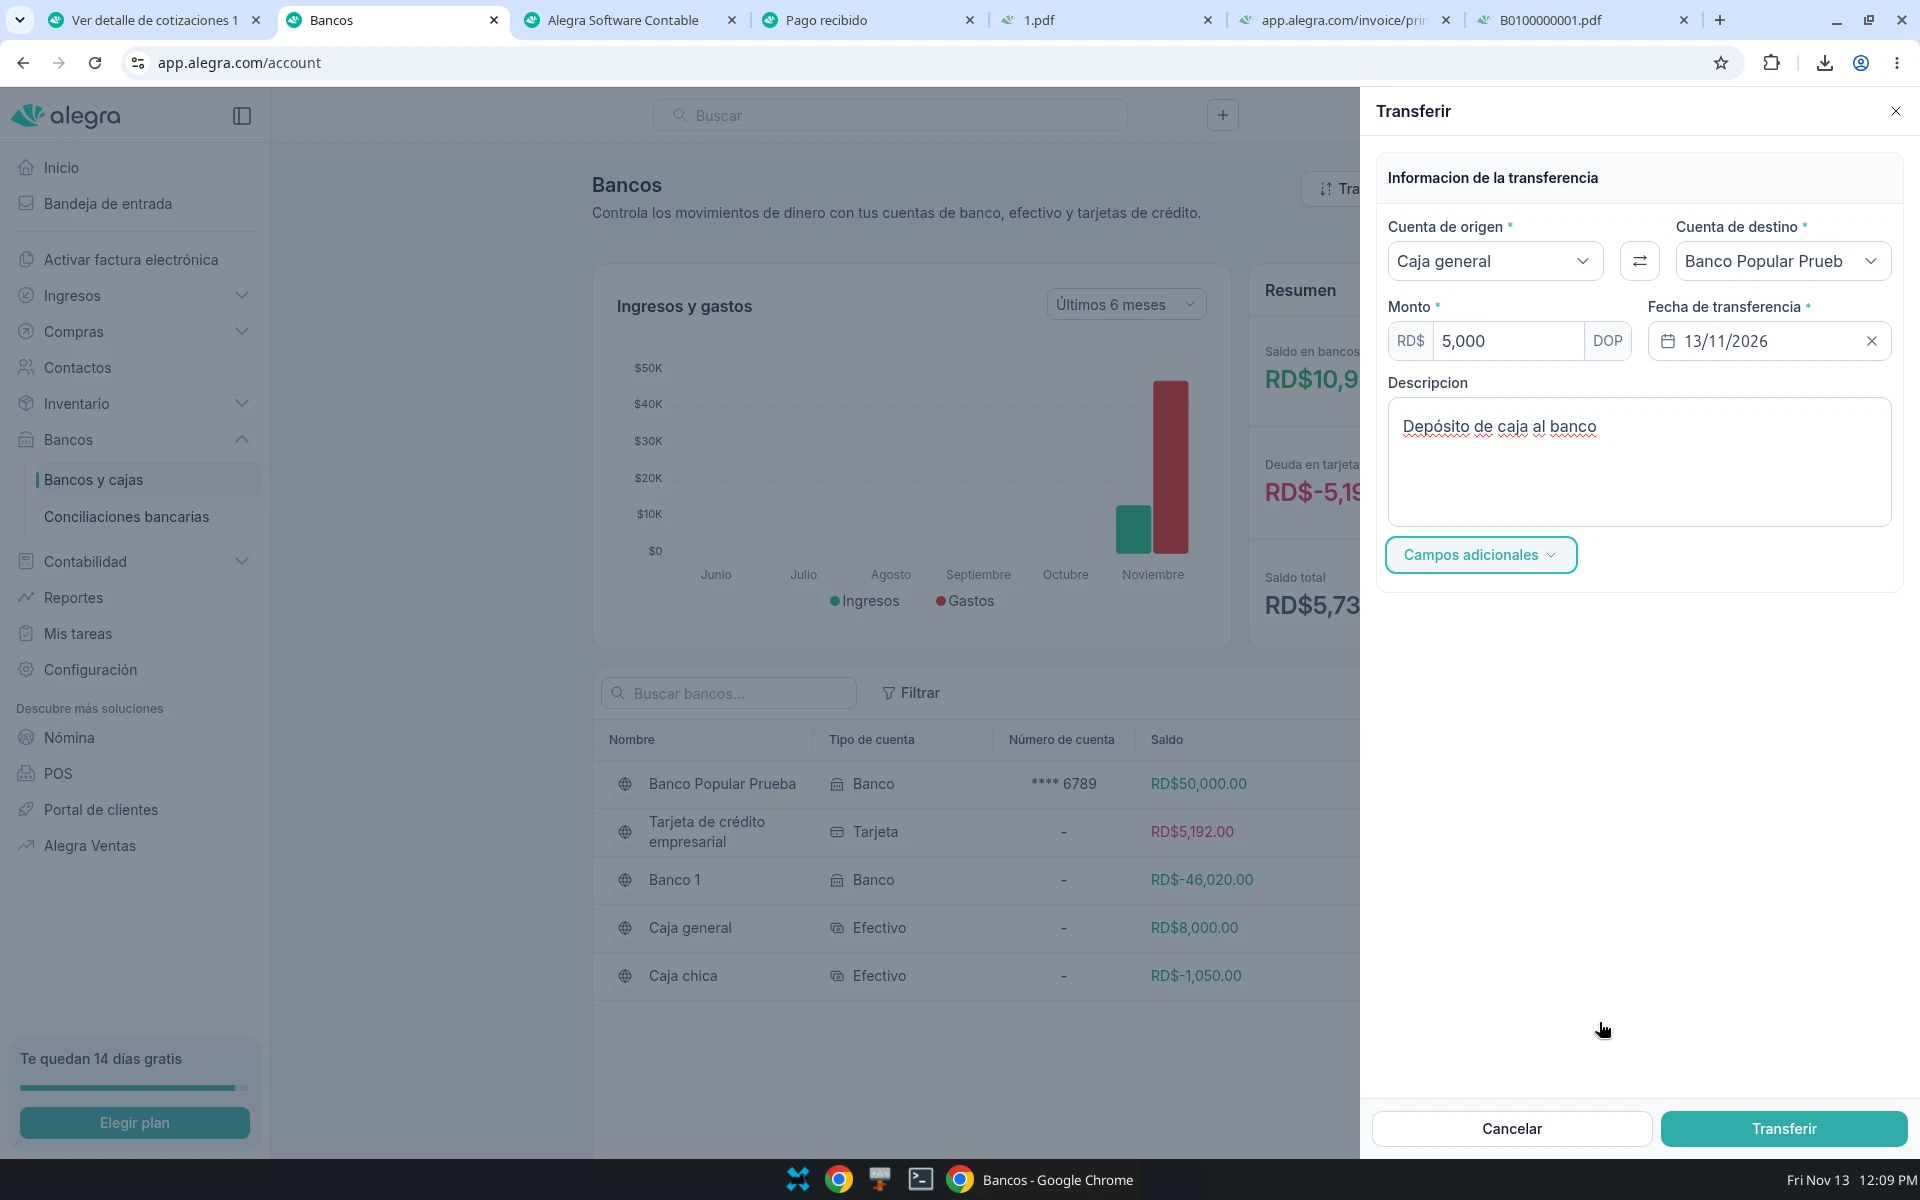 Ver detalle de cotizaciones 1
Bancos
Alegra Software Contable
Pago recibido
1.pdf
app.alegra.com/invoice/prin
B0100000001.pdf
app.alegra.com/account
alegra
Buscar
Transferir
Inicio
Bandeja de entrada
Activar factura electrónica
Ingresos
Compras
Contactos
Inventario
Bancos
Bancos y cajas
Conciliaciones bancarias
Contabilidad
Reportes
Mis tareas
Configuración
Descubre más soluciones
Nómina
POS
Portal de clientes
Alegra Ventas
Te quedan 14 días gratis
Elegir plan
Bancos
Controla los movimientos de dinero con tus cuentas de banco, efectivo y tarjetas de crédito.
Tra
Ingresos y gastos
Últimos 6 meses
$50K
$40K
$30K
$20K
$10K
$0
Junio Julio Agosto Septiembre Octubre Noviembre
Ingresos Gastos
Resumen
Saldo en bancos
RD$10,9
Deuda en tarjeta
RD$-5,19
Saldo total
RD$5,73
Buscar bancos...
Filtrar
Nombre Tipo de cuenta Número de cuenta Saldo
Banco Popular Prueba Banco **** 6789 RD$50,000.00
Tarjeta de crédito
empresarial Tarjeta - RD$5,192.00
Banco 1 Banco - RD$-46,020.00
Caja general Efectivo - RD$8,000.00
Caja chica Efectivo - RD$-1,050.00
Informacion de la transferencia
Cuenta de origen * Cuenta de destino *
Caja general Banco Popular Prueb
Monto * Fecha de transferencia *
RD$ 5,000 DOP 13/11/2026
Descripcion
Depósito de caja al banco
Campos adicionales
Cancelar Transferir
Bancos - Google Chrome
Fri Nov 13 12:09 PM